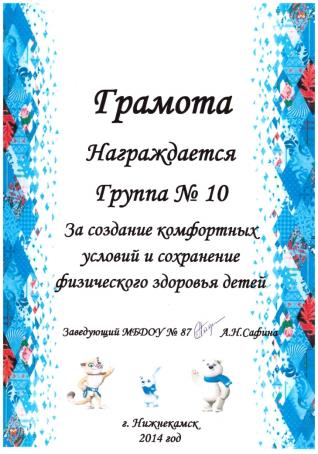 Грамота
Награждается
Группа № 10
За создание комфортных
условий и сохранение
физического здоровья детей
Заведующий МБДОУ № 87 А.Н.Сафина
г. Нижнекамск
2014 год